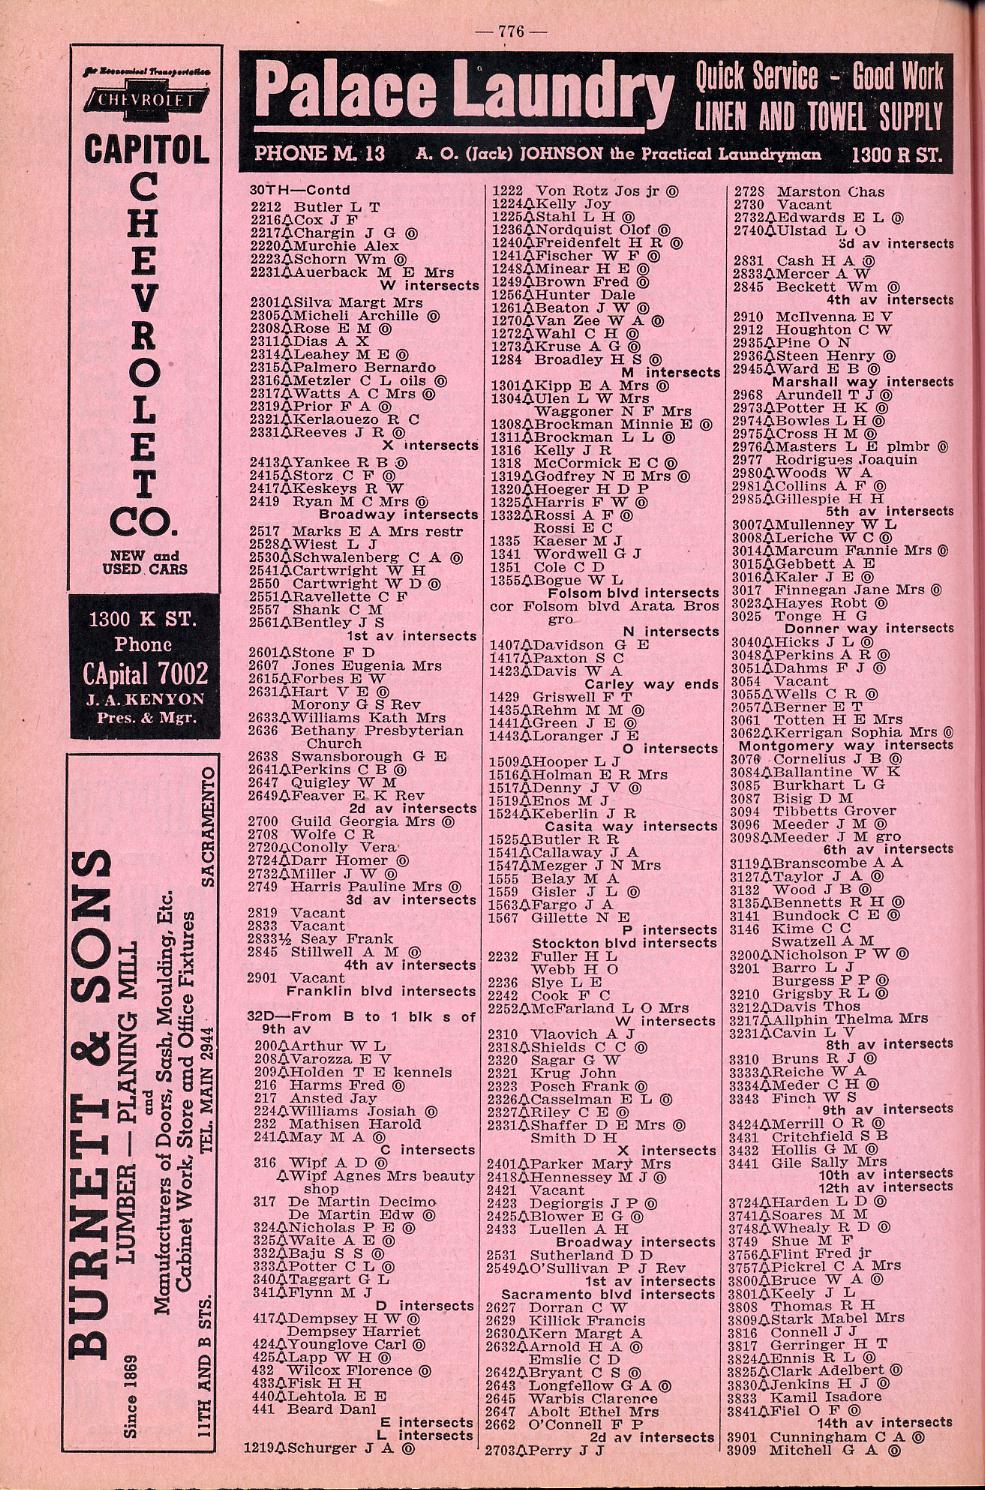 — 776 —
for Economical Transportation
CHEVROLET
CAPITOL
CHEVROLET
CO.
NEW and
USED CARS
1300 K ST.
Phone
CApital 7002
J. A. KENYON
Pres. & Mgr.
BURNETT & SONS
LUMBER — PLANING MILL
and
Manufacturers of Doors, Sash, Moulding, Etc.
Cabinet Work, Store and Office Fixtures
Since 1869
11TH AND B STS. TEL. MAIN 2944 SACRAMENTO
Palace Laundry
Quick Service - Good Work
LINEN AND TOWEL SUPPLY
PHONE M. 13 A. O. (Jack) JOHNSON the Practical Laundryman 1300 R ST.
30TH—Contd
2212 Butler L T
2216△Cox J F
2217△Chargin J G ⓞ
2220△Murchie Alex
2223△Schorn Wm ⓞ
2231△Auerback M E Mrs
W intersects
2301△Silva Margt Mrs
2305△Micheli Archille ⓞ
2308△Rose E M ⓞ
2311△Dias A X
2314△Leahey M E ⓞ
2315△Palmero Bernardo
2316△Metzler C L oils ⓞ
2317△Watts A C Mrs ⓞ
2319△Prior F A ⓞ
2321△Kerlaouezo R C
2331△Reeves J R ⓞ
X intersects
2413△Yankee R B ⓞ
2415△Storz C F ⓞ
2417△Keskeys R W
2419 Ryan M C Mrs ⓞ
Broadway intersects
2517 Marks E A Mrs restr
2528△Wiest L J
2530△Schwalenberg C A ⓞ
2541△Cartwright W H
2550 Cartwright W D ⓞ
2551△Ravellette C F
2557 Shank C M
2561△Bentley J S
1st av intersects
2601△Stone F D
2607 Jones Eugenia Mrs
2615△Forbes E W
2631△Hart V E ⓞ
Morony G S Rev
2633△Williams Kath Mrs
2636 Bethany Presbyterian
Church
2638 Swansborough G E
2641△Perkins C B ⓞ
2647 Quigley W M
2649△Feaver E K Rev
2d av intersects
2700 Guild Georgia Mrs ⓞ
2708 Wolfe C R
2720△Conolly Vera
2724△Darr Homer ⓞ
2732△Miller J W ⓞ
2749 Harris Pauline Mrs ⓞ
3d av intersects
2819 Vacant
2833 Vacant
2833½ Seay Frank
2845 Stillwell A M ⓞ
4th av intersects
2901 Vacant
Franklin blvd intersects
32D—From B to 1 blk s of
9th av
200△Arthur W L
208△Varozza E V
209△Holden T E kennels
216 Harms Fred ⓞ
217 Ansted Jay
224△Williams Josiah ⓞ
232 Mathisen Harold
241△May M A ⓞ
C intersects
316 Wipf A D ⓞ
△Wipf Agnes Mrs beauty
shop
317 De Martin Decimo
De Martin Edw ⓞ
324△Nicholas P E ⓞ
325△Waite A E ⓞ
332△Baju S S ⓞ
333△Potter C L ⓞ
340△Taggart G L
341△Flynn M J
D intersects
417△Dempsey H W ⓞ
Dempsey Harriet
424△Younglove Carl ⓞ
425△Lapp W H ⓞ
432 Wilcox Florence ⓞ
433△Fisk H H
440△Lehtola E E
441 Beard Danl
E intersects
L intersects
1219△Schurger J A ⓞ
1222 Von Rotz Jos jr ⓞ
1224△Kelly Joy
1225△Stahl L H ⓞ
1236△Nordquist Olof ⓞ
1240△Freidenfelt H R ⓞ
1241△Fischer W F ⓞ
1248△Minear H E ⓞ
1249△Brown Fred ⓞ
1256△Hunter Dale
1261△Beaton J W ⓞ
1270△Van Zee W A ⓞ
1272△Wahl C H ⓞ
1273△Kruse A G ⓞ
1284 Broadley H S ⓞ
M intersects
1301△Kipp E A Mrs ⓞ
1304△Ulen L W Mrs
Waggoner N F Mrs
1308△Brockman Minnie E ⓞ
1311△Brockman L L ⓞ
1316 Kelly J R
1318 McCormick E C ⓞ
1319△Godfrey N E Mrs ⓞ
1320△Hoeger H D P
1325△Harris F W ⓞ
1332△Rossi A F ⓞ
Rossi E C
1335 Kaeser M J
1341 Wordwell G J
1351 Cole C D
1355△Bogue W L
Folsom blvd intersects
cor Folsom blvd Arata Bros
gro
N intersects
1407△Davidson G E
1417△Paxton S C
1423△Davis W A
Carley way ends
1429 Griswell F T
1435△Rehm M M ⓞ
1441△Green J E ⓞ
1443△Loranger J E
O intersects
1509△Hooper L J
1516△Holman E R Mrs
1517△Denny J V ⓞ
1519△Enos M J
1524△Keberlin J R
Casita way intersects
1525△Butler R R
1541△Callaway J A
1547△Mezger J N Mrs
1555 Belay M A
1559 Gisler J L ⓞ
1563△Fargo J A
1567 Gillette N E
P intersects
Stockton blvd intersects
2232 Fuller H L
Webb H O
2236 Slye L E
2242 Cook F C
2252△McFarland L O Mrs
W intersects
2310 Vlaovich A J
2318△Shields C C ⓞ
2320 Sagar G W
2321 Krug John
2323 Posch Frank ⓞ
2326△Casselman E L ⓞ
2327△Riley C E ⓞ
2331△Shaffer D E Mrs ⓞ
Smith D H
X intersects
2401△Parker Mary Mrs
2418△Hennessey M J ⓞ
2421 Vacant
2423 Degiorgis J P ⓞ
2425△Blower E G ⓞ
2433 Luellen A H
Broadway intersects
2531 Sutherland D D
2549△O'Sullivan P J Rev
1st av intersects
Sacramento blvd intersects
2627 Dorran C W
2629 Killick Francis
2630△Kern Margt A
2632△Arnold H A ⓞ
Emslie C D
2642△Bryant C S ⓞ
2643 Longfellow G A ⓞ
2645 Warbis Clarence
2647 Abolt Ethel Mrs
2662 O'Connell F P
2d av intersects
2703△Perry J J
2728 Marston Chas
2730 Vacant
2732△Edwards E L ⓞ
2740△Ulstad L O
3d av intersects
2831 Cash H A ⓞ
2833△Mercer A W
2845 Beckett Wm ⓞ
4th av intersects
2910 McIlvenna E V
2912 Houghton C W
2935△Pine O N
2936△Steen Henry ⓞ
2945△Ward E B ⓞ
Marshall way intersects
2968 Arundell T J ⓞ
2973△Potter H K ⓞ
2974△Bowles L H ⓞ
2975△Cross H M ⓞ
2976△Masters L E plmbr ⓞ
2977 Rodrigues Joaquin
2980△Woods W A
2981△Collins A F ⓞ
2985△Gillespie H H
5th av intersects
3007△Mullenney W L
3008△Leriche W C ⓞ
3014△Marcum Fannie Mrs ⓞ
3015△Gebbett A E
3016△Kaler J E ⓞ
3017 Finnegan Jane Mrs ⓞ
3023△Hayes Robt ⓞ
3025 Tonge H G
Donner way intersects
3040△Hicks J L ⓞ
3048△Perkins A R ⓞ
3051△Dahms F J ⓞ
3054 Vacant
3055△Wells C R ⓞ
3057△Berner E T
3061 Totten H E Mrs
3062△Kerrigan Sophia Mrs ⓞ
Montgomery way intersects
3076 Cornelius J B ⓞ
3084△Ballantine W K
3085 Burkhart L G
3087 Bisig D M
3094 Tibbetts Grover
3096 Meeder J M ⓞ
3098△Meeder J M gro
6th av intersects
3119△Branscombe A A
3127△Taylor J A ⓞ
3132 Wood J B ⓞ
3135△Bennetts R H ⓞ
3141 Bundock C E ⓞ
3146 Kime C C
Swatzell A M
3200△Nicholson P W ⓞ
3201 Barro L J
Burgess P P ⓞ
3210 Grigsby R L ⓞ
3212△Davis Thos
3217△Allphin Thelma Mrs
3231△Cavin L V
8th av intersects
3310 Bruns R J ⓞ
3333△Reiche W A
3334△Meder C H ⓞ
3343 Finch W S
9th av intersects
3424△Merrill O R ⓞ
3431 Critchfield S B
3432 Hollis G M ⓞ
3441 Gile Sally Mrs
10th av intersects
12th av intersects
3724△Harden L D ⓞ
3741△Soares M M
3748△Whealy R D ⓞ
3749 Shue M F
3756△Flint Fred jr
3757△Pickrel C A Mrs
3800△Bruce W A ⓞ
3801△Keely J L
3808 Thomas R H
3809△Stark Mabel Mrs
3816 Connell J J
3817 Gerringer H T
3824△Ennis R L ⓞ
3825△Clark Adelbert ⓞ
3830△Jenkins H J ⓞ
3833 Kamil Isadore
3841△Fiel O F ⓞ
14th av intersects
3901 Cunningham C A ⓞ
3909 Mitchell G A ⓞ